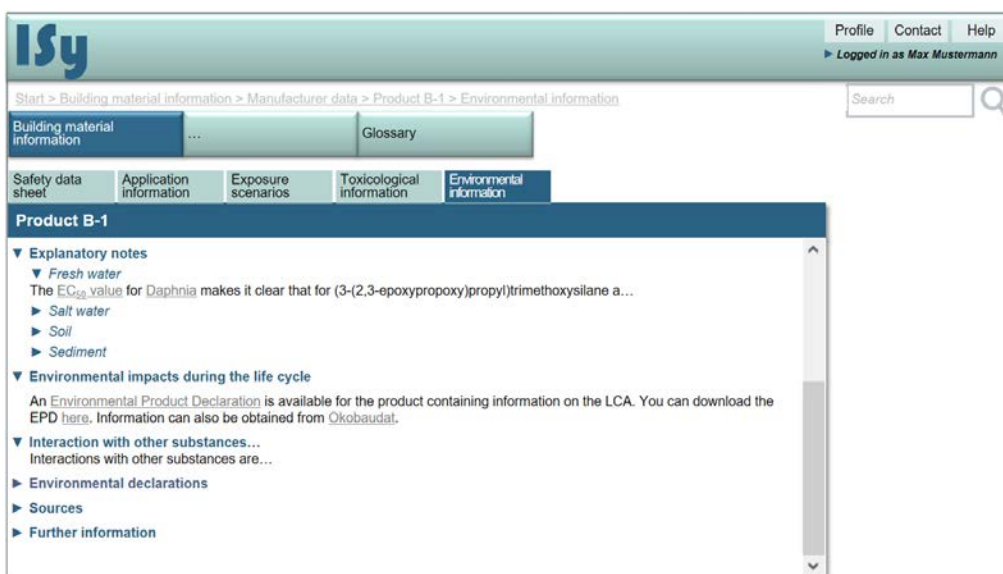 ISy
Profile Contact Help
► Logged in as Max Mustermann
Start > Building material information > Manufacturer data > Product B-1 > Environmental information
Search
Building material
information
...
Glossary
Safety data
sheet
Application
information
Exposure
scenarios
Toxicological
information
Environmental
information
Product B-1
▼ Explanatory notes
▼ Fresh water
The EC₅₀ value for Daphnia makes it clear that for (3-(2,3-epoxypropoxy)propyl)trimethoxysilane a…
► Salt water
► Soil
► Sediment
▼ Environmental impacts during the life cycle
An Environmental Product Declaration is available for the product containing information on the LCA. You can download the
EPD here. Information can also be obtained from Okobaudat.
▼ Interaction with other substances…
Interactions with other substances are…
► Environmental declarations
► Sources
► Further information